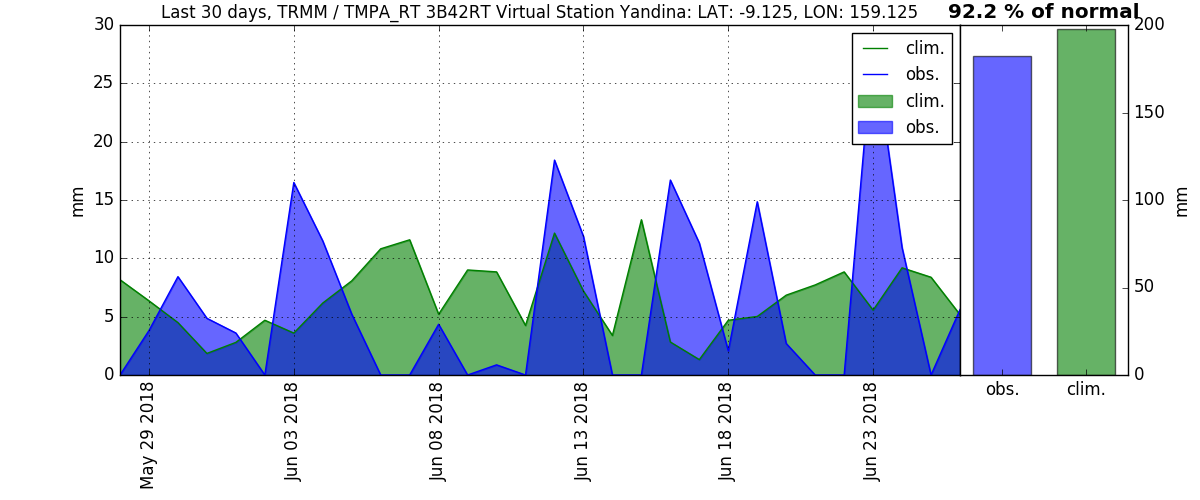 Last 30 days, TRMM / TMPA_RT 3B42RT Virtual Station Yandina: LAT: -9.125, LON: 159.125
92.2 % of normal
30
25
20
15
10
5
0
mm
clim.
obs.
clim.
obs.
200
150
100
50
0
mm
obs.
clim.
May 29 2018
Jun 03 2018
Jun 08 2018
Jun 13 2018
Jun 18 2018
Jun 23 2018